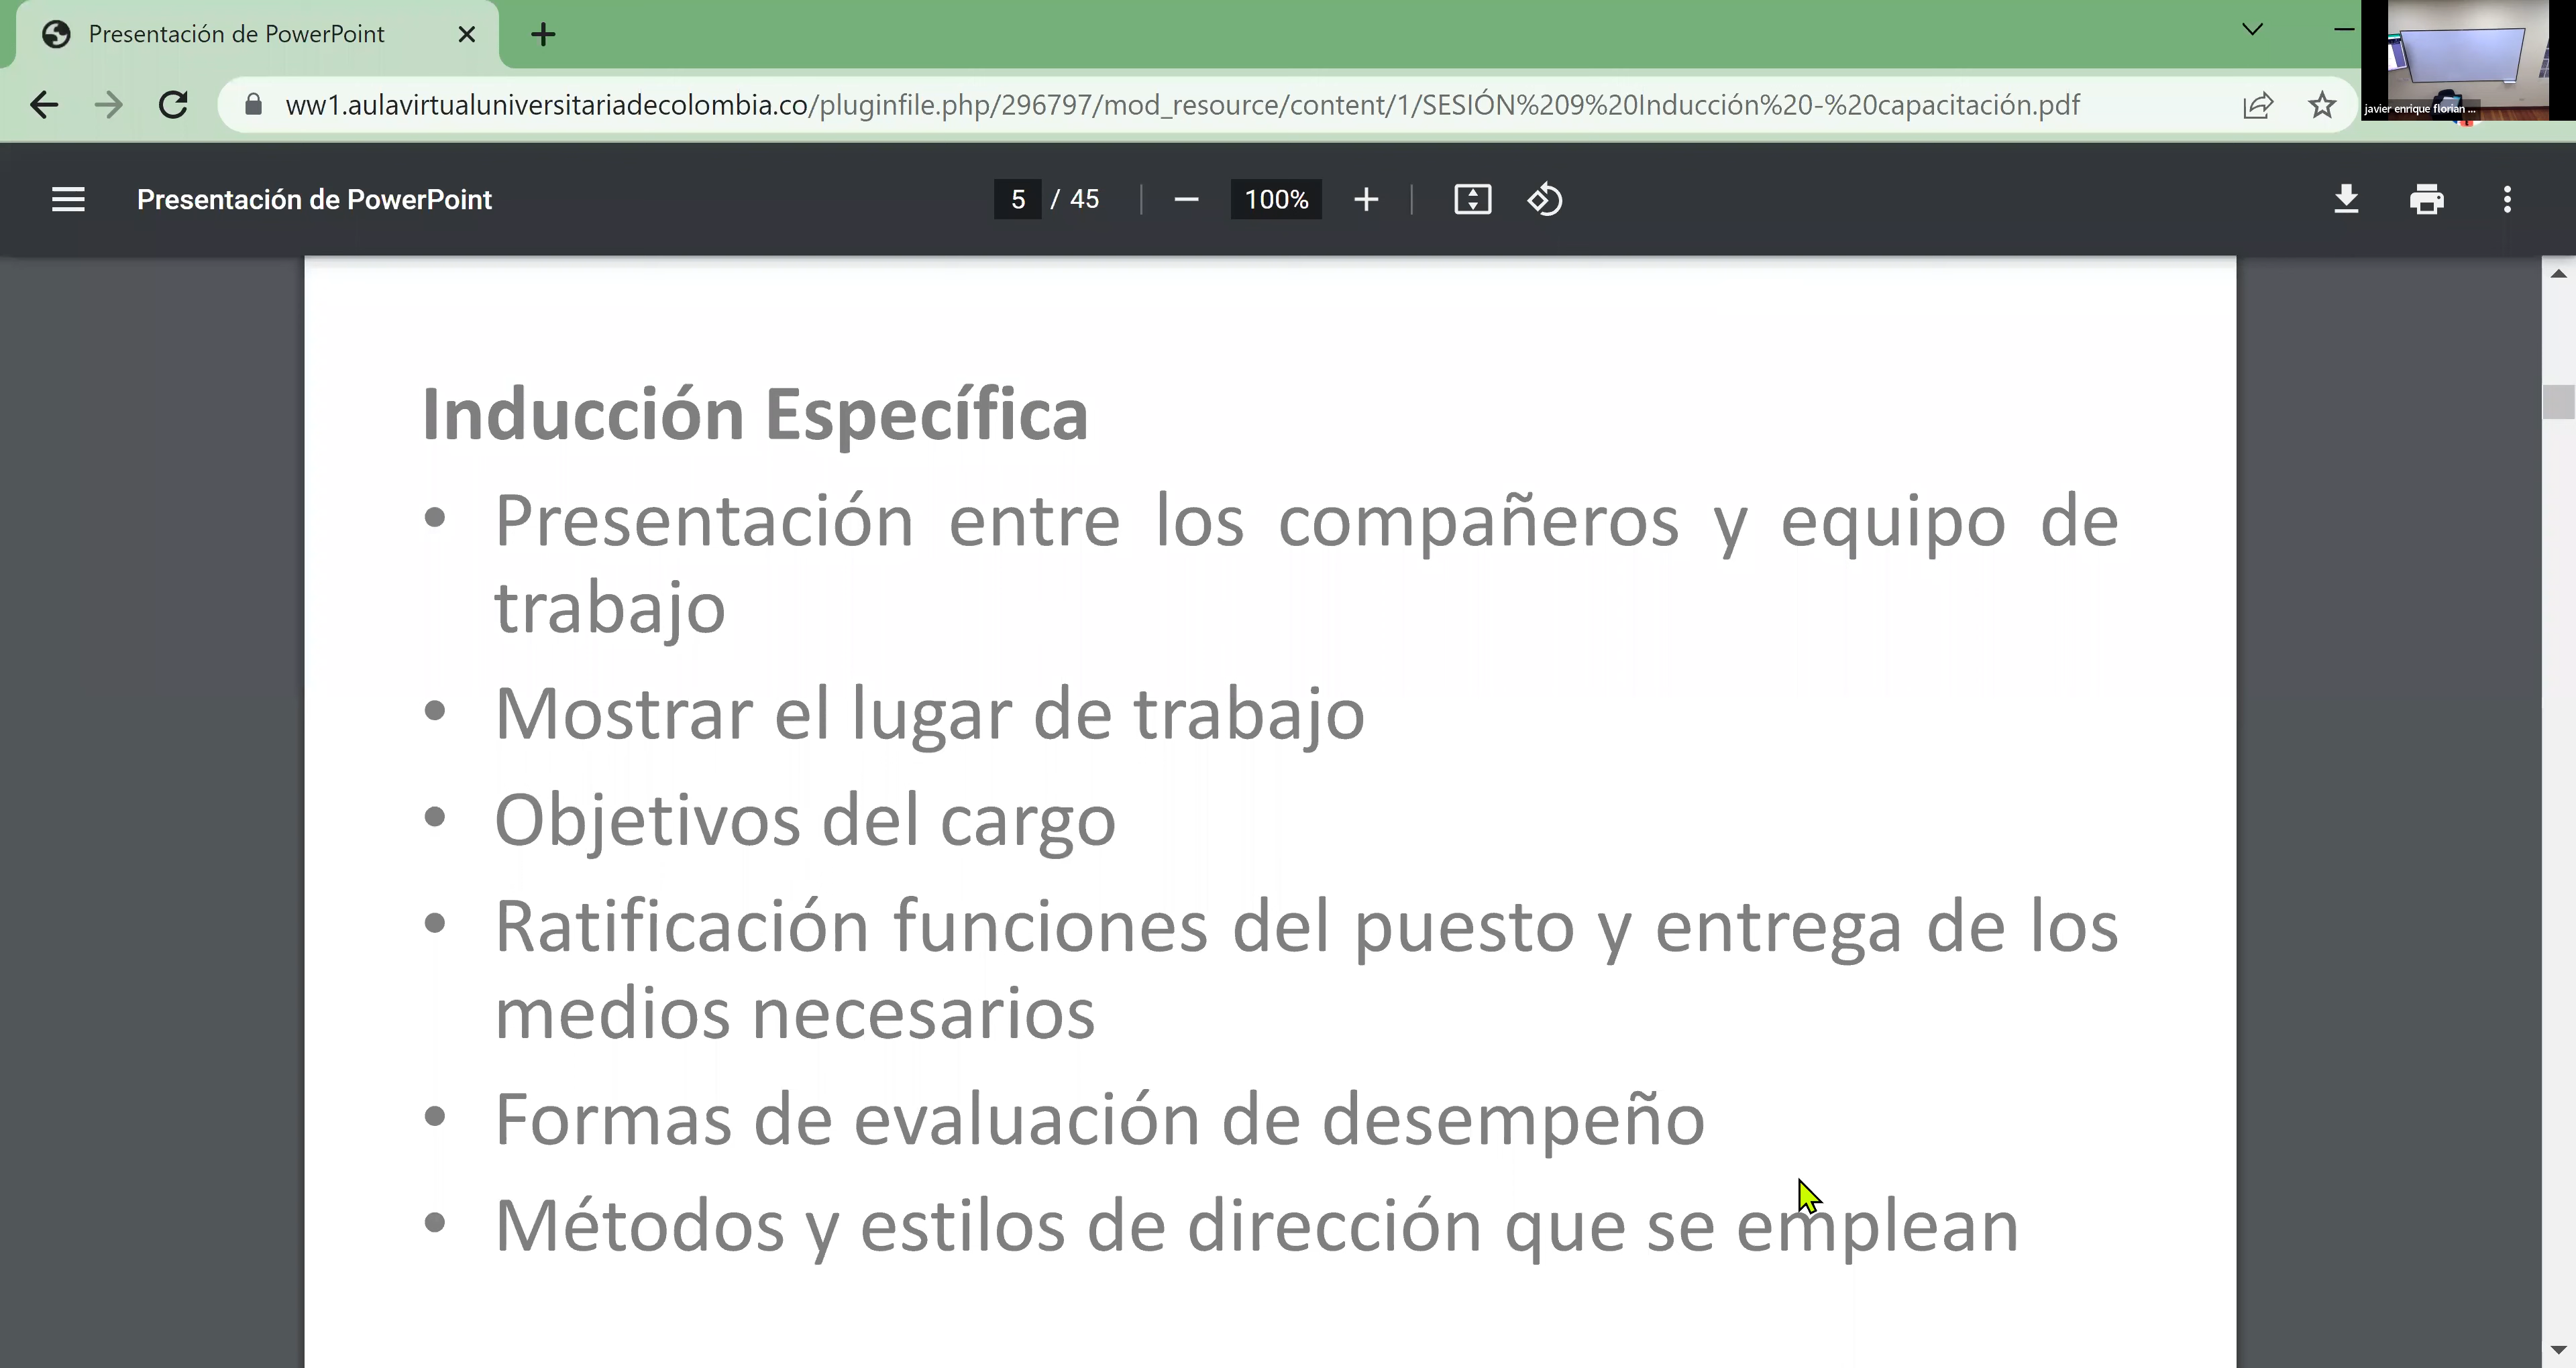 Presentación de PowerPoint
ww1.aulavirtualuniversitariadecolombia.co/pluginfile.php/296797/mod_resource/content/1/SESIÓN%209%20Inducción%20-%20capacitación.pdf
javier enrique florian ...
Presentación de PowerPoint
5 / 45
100%
Inducción Específica
• Presentación entre los compañeros y equipo de
trabajo
• Mostrar el lugar de trabajo
• Objetivos del cargo
• Ratificación funciones del puesto y entrega de los
medios necesarios
• Formas de evaluación de desempeño
• Métodos y estilos de dirección que se emplean